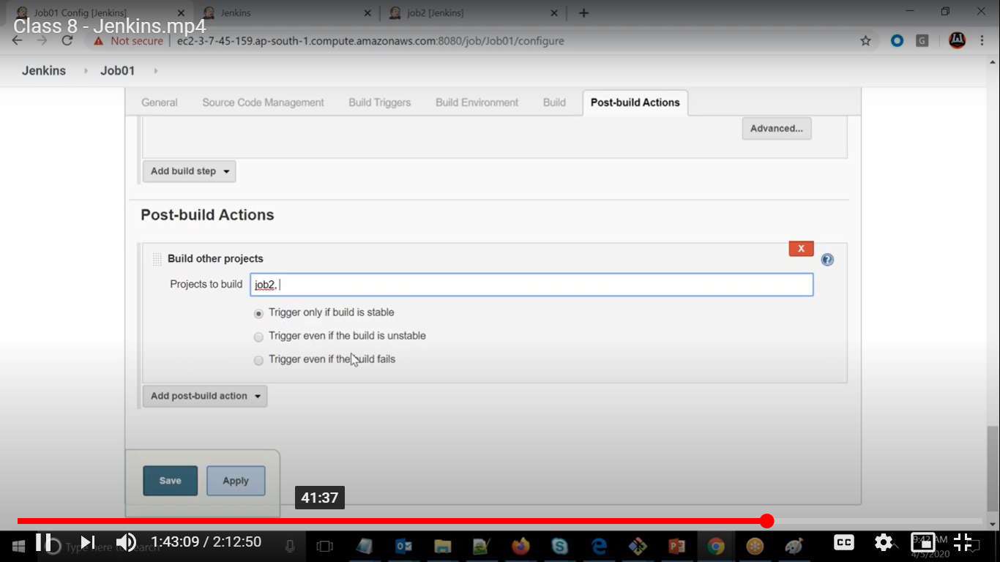 Job01 Config [Jenkins]
Jenkins
job2 [Jenkins]
Class 8 - Jenkins.mp4
Not secure
ec2-3-7-45-159.ap-south-1.compute.amazonaws.com:8080/job/Job01/configure
G
Jenkins
Job01
General
Source Code Management
Build Triggers
Build Environment
Build
Post-build Actions
Advanced...
Add build step
Post-build Actions
X
Build other projects
?
Projects to build
job2,
Trigger only if build is stable
Trigger even if the build is unstable
Trigger even if the build fails
Add post-build action
Save
Apply
41:37
1:43:09 / 2:12:50
Type here to search
CC
9:42 AM
4/5/2020